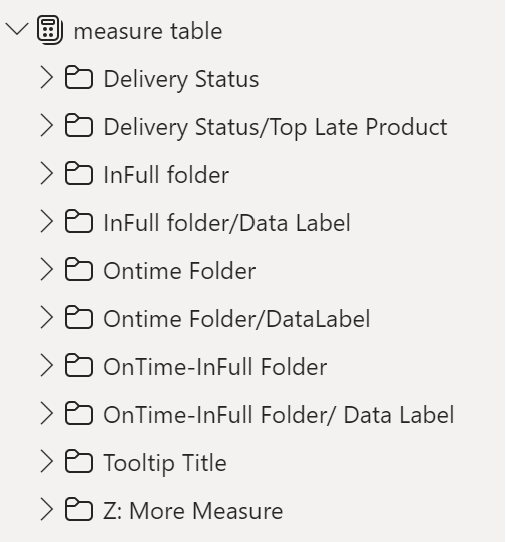 measure table
Delivery Status
Delivery Status/Top Late Product
InFull folder
InFull folder/Data Label
Ontime Folder
Ontime Folder/DataLabel
OnTime-InFull Folder
OnTime-InFull Folder/ Data Label
Tooltip Title
Z: More Measure